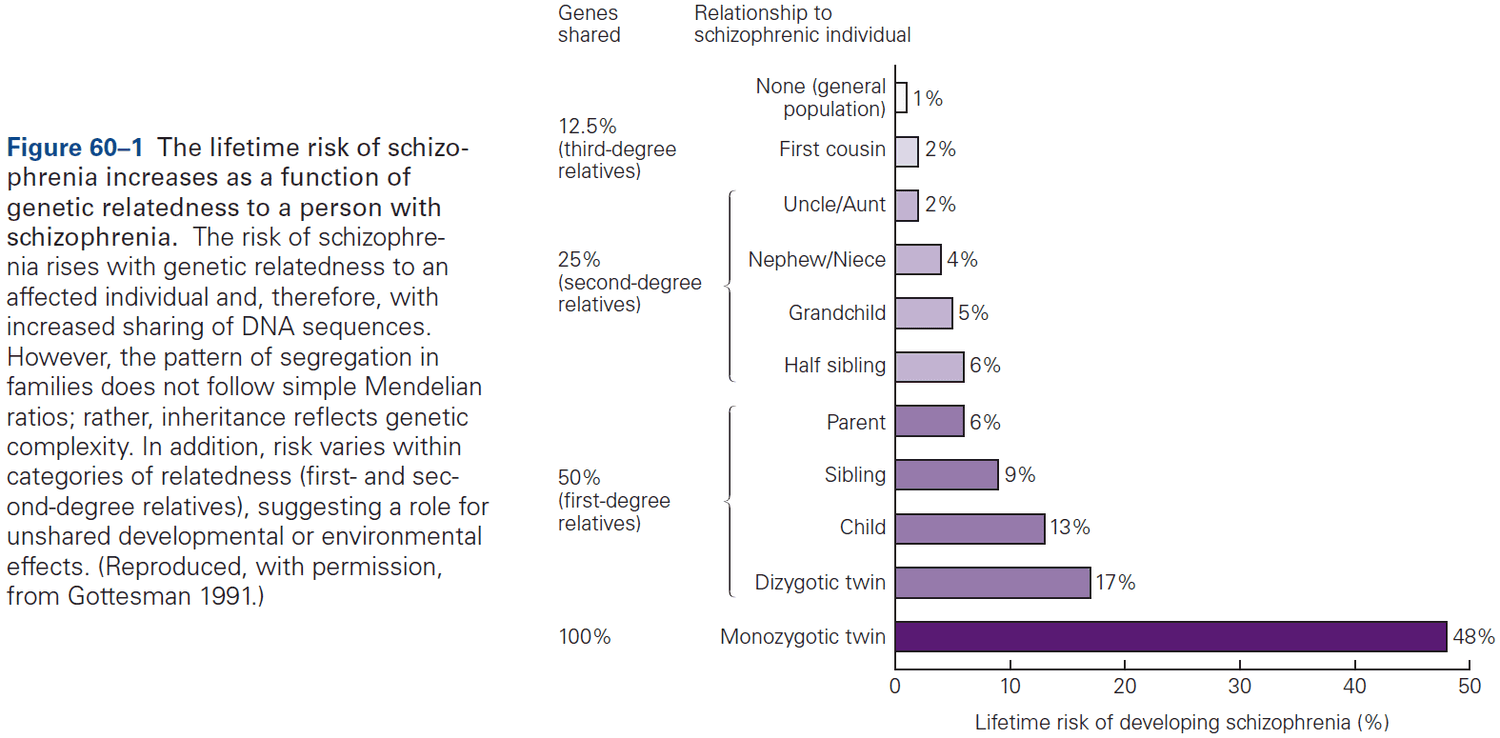 Figure 60–1 The lifetime risk of schizo-
phrenia increases as a function of
genetic relatedness to a person with
schizophrenia. The risk of schizophre-
nia rises with genetic relatedness to an
affected individual and, therefore, with
increased sharing of DNA sequences.
However, the pattern of segregation in
families does not follow simple Mendelian
ratios; rather, inheritance reflects genetic
complexity. In addition, risk varies within
categories of relatedness (first- and sec-
ond-degree relatives), suggesting a role for
unshared developmental or environmental
effects. (Reproduced, with permission,
from Gottesman 1991.)
Genes
shared
Relationship to
schizophrenic individual
None (general
population)
1%
12.5%
(third-degree
relatives)
First cousin
2%
Uncle/Aunt
2%
25%
(second-degree
relatives)
Nephew/Niece
4%
Grandchild
5%
Half sibling
6%
Parent
6%
50%
(first-degree
relatives)
Sibling
9%
Child
13%
Dizygotic twin
17%
100%
Monozygotic twin
48%
0 10 20 30 40 50
Lifetime risk of developing schizophrenia (%)